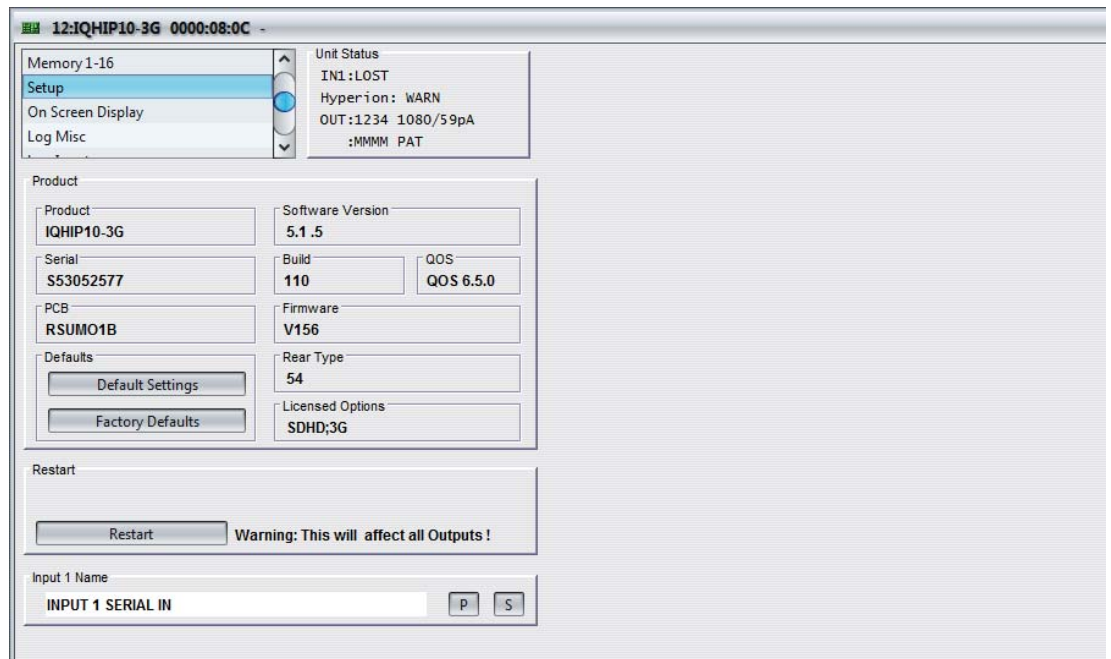 12:IQHIP10-3G 0000:08:0C -
Memory 1-16
Setup
On Screen Display
Log Misc
Unit Status
IN1:LOST
Hyperion: WARN
OUT:1234 1080/59pA
:MMMM PAT
Product
Product
IQHIP10-3G
Software Version
5.1 .5
Serial
S53052577
Build
110
QOS
QOS 6.5.0
PCB
RSUMO1B
Firmware
V156
Defaults
Default Settings
Factory Defaults
Rear Type
54
Licensed Options
SDHD;3G
Restart
Restart
Warning: This will affect all Outputs !
Input 1 Name
INPUT 1 SERIAL IN
P
S